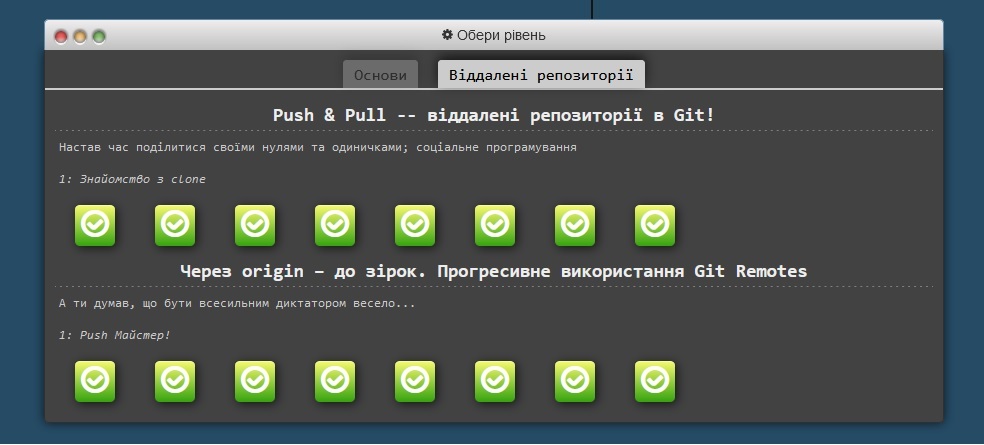 Обери рівень
Основи
Віддалені репозиторії
Push & Pull -- віддалені репозиторії в Git!
Настав час поділитися своїми нулями та одиничками; соціальне програмування
1: Знайомство з clone
Через origin – до зірок. Прогресивне використання Git Remotes
А ти думав, що бути всесильним диктатором весело...
1: Push Майстер!